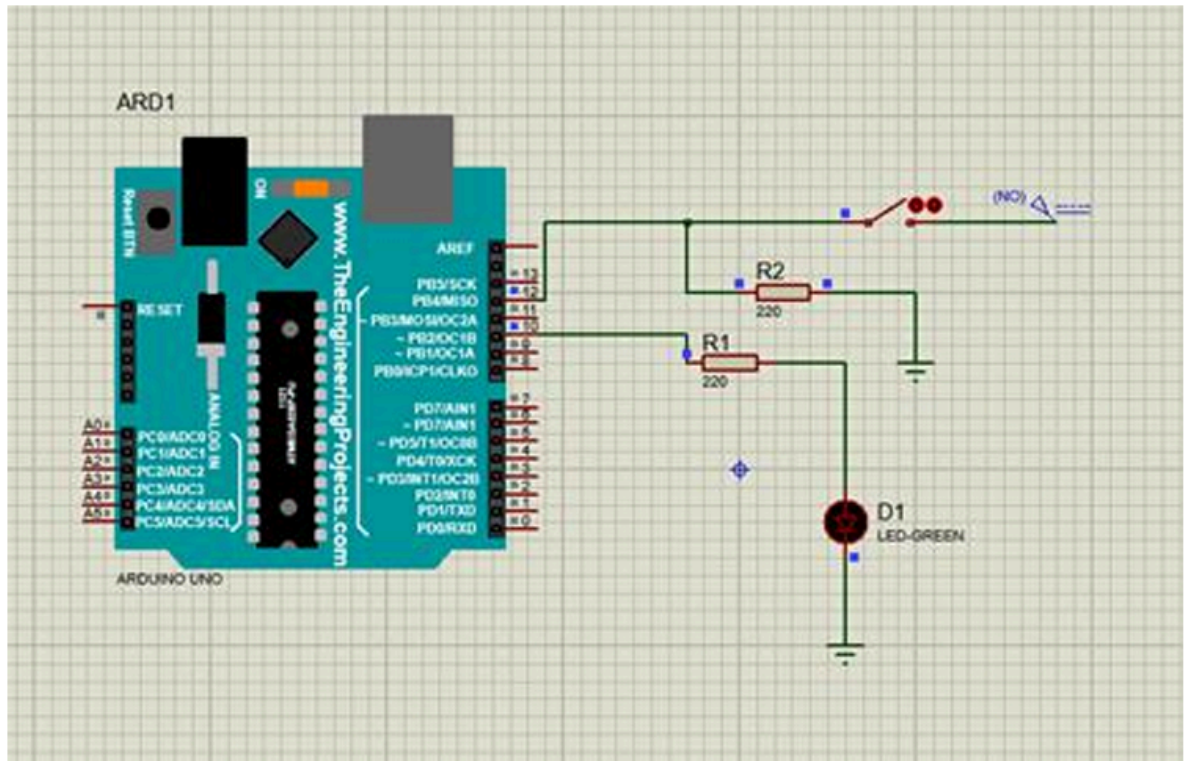 ARD1
Reset BTN
ON
www.TheEngineeringProjects.com
ANALOG IN
RESET
AREF
PB5/SCK
13
PB4/MISO
12
~ PB3/MOSI/OC2A
11
~ PB2/OC1B
10
~ PB1/OC1A
9
PB0/ICP1/CLKO
8
PD7/AIN1
7
~ PD7/AIN1
6
~ PD5/T1/OC0B
5
PD4/T0/XCK
4
~ PD3/INT1/OC2B
3
PD2/INT0
2
PD1/TXD
1
PD0/RXD
0
A0
PC0/ADC0
A1
PC1/ADC1
A2
PC2/ADC2
A3
PC3/ADC3
A4
PC4/ADC4/SDA
A5
PC5/ADC5/SCL
ARDUINO UNO
(NO)
R2
220
R1
220
D1
LED-GREEN